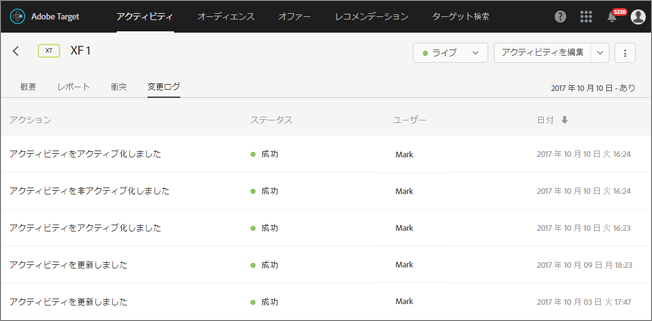 Adobe Target アクティビティ オーディエンス オファー レコメンデーション ターゲット検索 5220
XT XF 1 ライブ アクティビティを編集
概要 レポート 衝突 変更ログ 2017 年 10 月 10 日 - あり
アクション ステータス ユーザー 日付
アクティビティをアクティブ化しました 成功 Mark 2017 年 10 月 10 日 火 16:24
アクティビティを非アクティブ化しました 成功 Mark 2017 年 10 月 10 日 火 16:24
アクティビティをアクティブ化しました 成功 Mark 2017 年 10 月 10 日 火 16:23
アクティビティを更新しました 成功 Mark 2017 年 10 月 09 日 月 18:23
アクティビティを更新しました 成功 Mark 2017 年 10 月 03 日 火 17:47